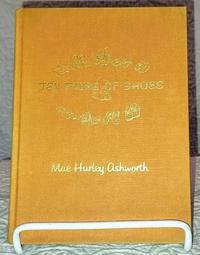 TEN PAIRS OF SHOES
Mae Hurley Ashworth